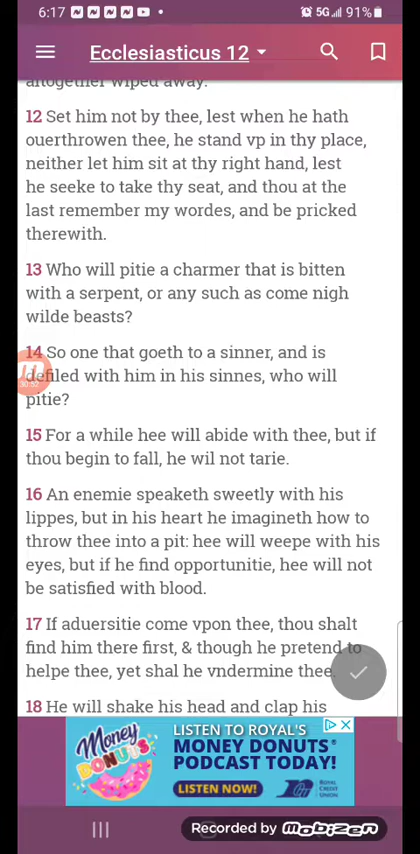 6:17
5G 91%
Ecclesiasticus 12
altogether wiped away.
12 Set him not by thee, lest when he hath
ouerthrowen thee, he stand vp in thy place,
neither let him sit at thy right hand, lest
he seeke to take thy seat, and thou at the
last remember my wordes, and be pricked
therewith.
13 Who will pitie a charmer that is bitten
with a serpent, or any such as come nigh
wilde beasts?
14 So one that goeth to a sinner, and is
defiled with him in his sinnes, who will
pitie?
30:52
15 For a while hee will abide with thee, but if
thou begin to fall, he wil not tarie.
16 An enemie speaketh sweetly with his
lippes, but in his heart he imagineth how to
throw thee into a pit: hee will weepe with his
eyes, but if he find opportunitie, hee will not
be satisfied with blood.
17 If aduersitie come vpon thee, thou shalt
find him there first, & though he pretend to
helpe thee, yet shal he vndermine thee.
18 He will shake his head and clap his
Money
DONUTS
LISTEN TO ROYAL'S
MONEY DONUTS®
PODCAST TODAY!
LISTEN NOW!
ROYAL
CREDIT
UNION
Recorded by MOBIZEN